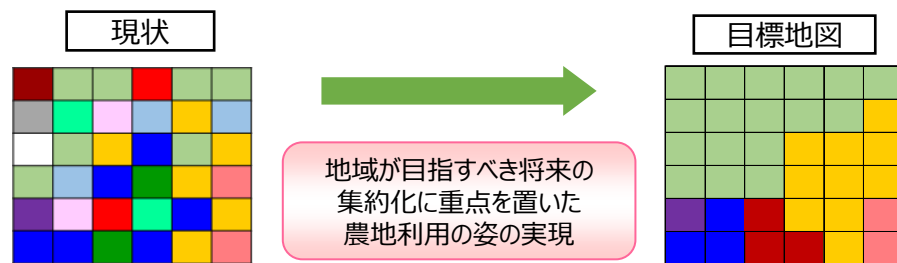 現状
目標地図
地域が目指すべき将来の
集約化に重点を置いた
農地利用の姿の実現